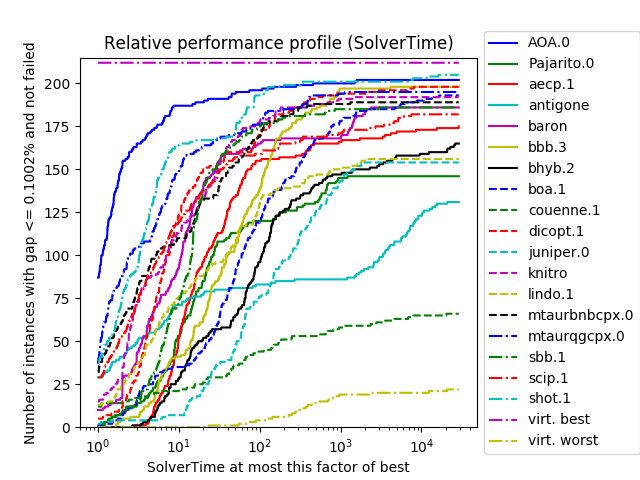 Relative performance profile (SolverTime)
Number of instances with gap <= 0.1002% and not failed
200
175
150
125
100
75
50
25
0
10^0
10^1
10^2
10^3
10^4
SolverTime at most this factor of best
AOA.0
Pajarito.0
aecp.1
antigone
baron
bbb.3
bhyb.2
boa.1
couenne.1
dicopt.1
juniper.0
knitro
lindo.1
mtaurbnbcpx.0
mtaurqgcpx.0
sbb.1
scip.1
shot.1
virt. best
virt. worst